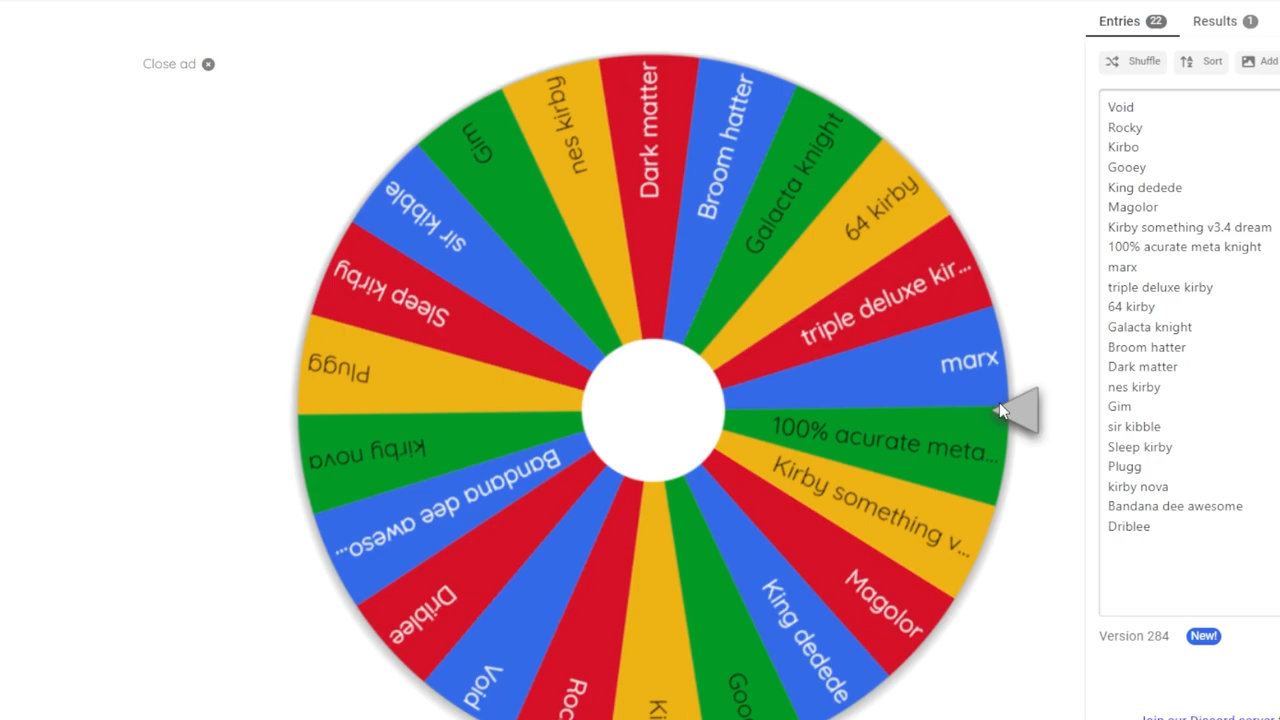 Close ad
Entries 22
Results 1
Shuffle
Sort
Add
Void
Rocky
Kirbo
Gooey
King dedede
Magolor
Kirby something v3.4 dream
100% acurate meta knight
marx
triple deluxe kirby
64 kirby
Galacta knight
Broom hatter
Dark matter
nes kirby
Gim
sir kibble
Sleep kirby
Plugg
kirby nova
Bandana dee awesome
Driblee
Version 284 New!
Dark matter
Broom hatter
Galacta knight
64 kirby
triple deluxe kir...
marx
100% acurate meta...
Kirby something v...
Magolor
King dedede
Goo
Ki
Roc
Void
Driblee
Bandana dee aweso...
kirby nova
Plugg
Sleep kirby
sir kibble
Gim
nes kirby